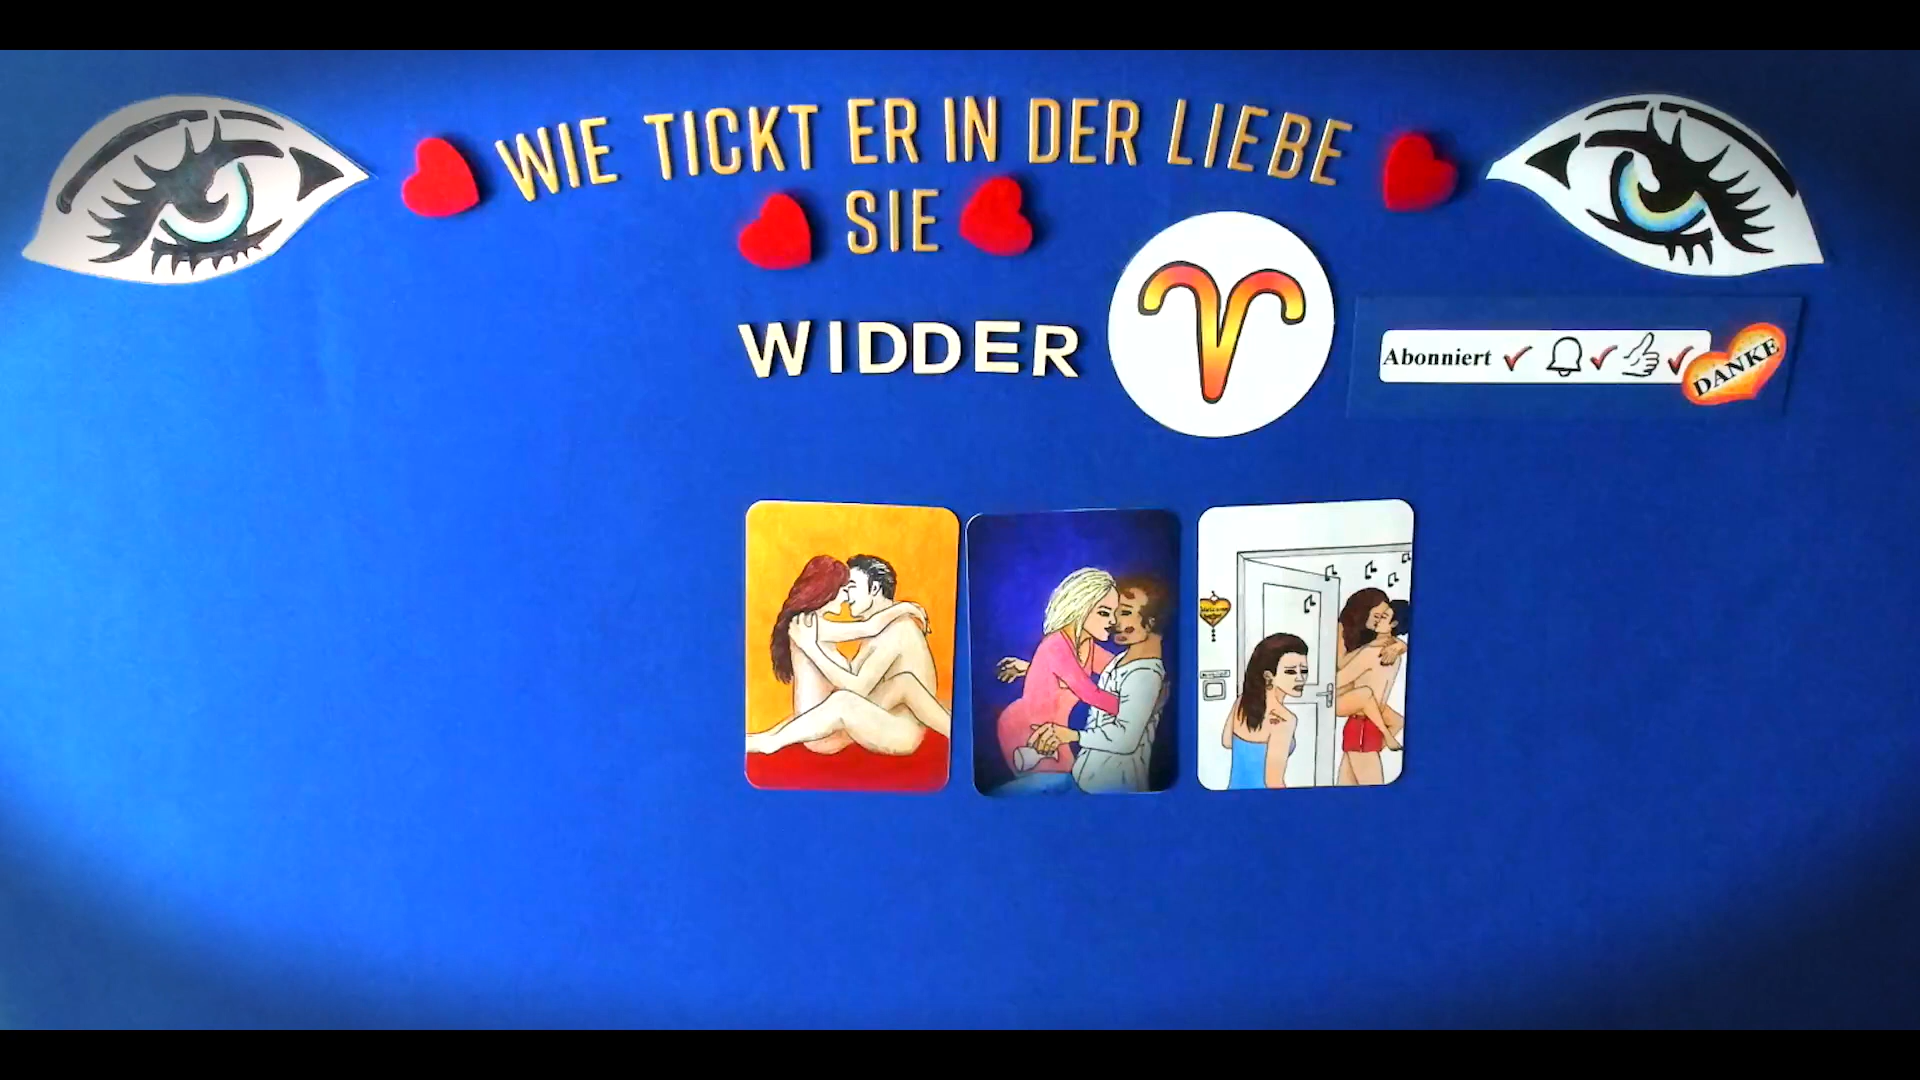 WIE TICKT ER IN DER LIEBE
SIE
WIDDER
Abonniert
DANKE